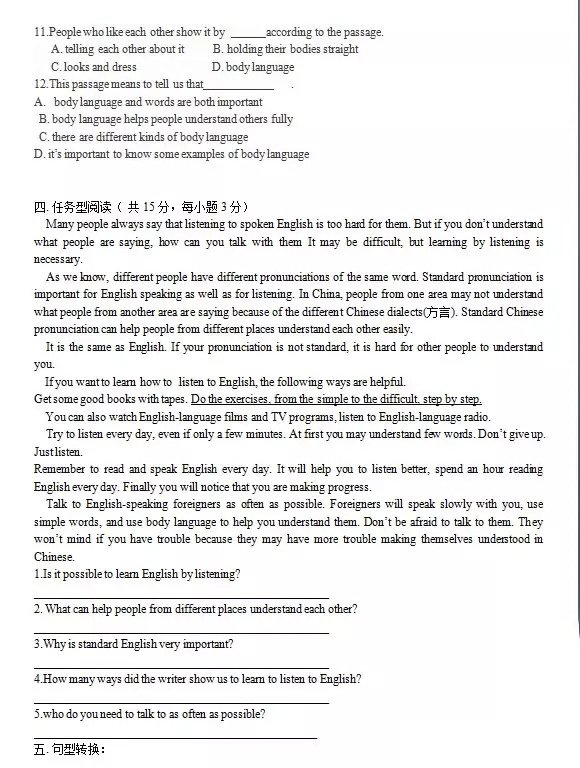 11.People who like each other show it by ______according to the passage.
A. telling each other about it B. holding their bodies straight
C. looks and dress D. body language
12.This passage means to tell us that____________ .
A. body language and words are both important
B. body language helps people understand others fully
C. there are different kinds of body language
D. it's important to know some examples of body language
四. 任务型阅读（ 共 15 分，每小题 3 分）
Many people always say that listening to spoken English is too hard for them. But if you don't understand
what people are saying, how can you talk with them It may be difficult, but learning by listening is
necessary.
As we know, different people have different pronunciations of the same word. Standard pronunciation is
important for English speaking as well as for listening. In China, people from one area may not understand
what people from another area are saying because of the different Chinese dialects(方言). Standard Chinese
pronunciation can help people from different places understand each other easily.
It is the same as English. If your pronunciation is not standard, it is hard for other people to understand
you.
If you want to learn how to listen to English, the following ways are helpful.
Get some good books with tapes. Do the exercises, from the simple to the difficult, step by step.
You can also watch English-language films and TV programs, listen to English-language radio.
Try to listen every day, even if only a few minutes. At first you may understand few words. Don't give up.
Just listen.
Remember to read and speak English every day. It will help you to listen better, spend an hour reading
English every day. Finally you will notice that you are making progress.
Talk to English-speaking foreigners as often as possible. Foreigners will speak slowly with you, use
simple words, and use body language to help you understand them. Don't be afraid to talk to them. They
won't mind if you have trouble because they may have more trouble making themselves understood in
Chinese.
1.Is it possible to learn English by listening?
2. What can help people from different places understand each other?
3.Why is standard English very important?
4.How many ways did the writer show us to learn to listen to English?
5.who do you need to talk to as often as possible?
五. 句型转换：